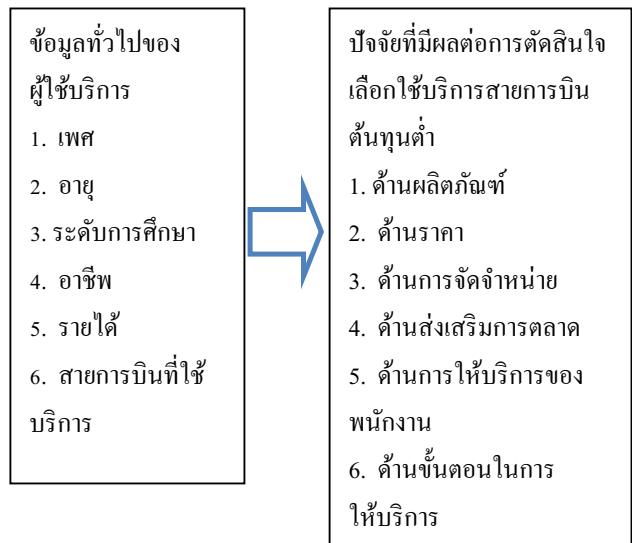 ข้อมูลทั่วไปของ
ผู้ใช้บริการ
1. เพศ
2. อายุ
3. ระดับการศึกษา
4. อาชีพ
5. รายได้
6. สายการบินที่ใช้
บริการ
ปัจจัยที่มีผลต่อการตัดสินใจ
เลือกใช้บริการสายการบิน
ต้นทุนต่ำ
1. ด้านผลิตภัณฑ์
2. ด้านราคา
3. ด้านการจัดจำหน่าย
4. ด้านส่งเสริมการตลาด
5. ด้านการให้บริการของ
พนักงาน
6. ด้านขั้นตอนในการ
ให้บริการ